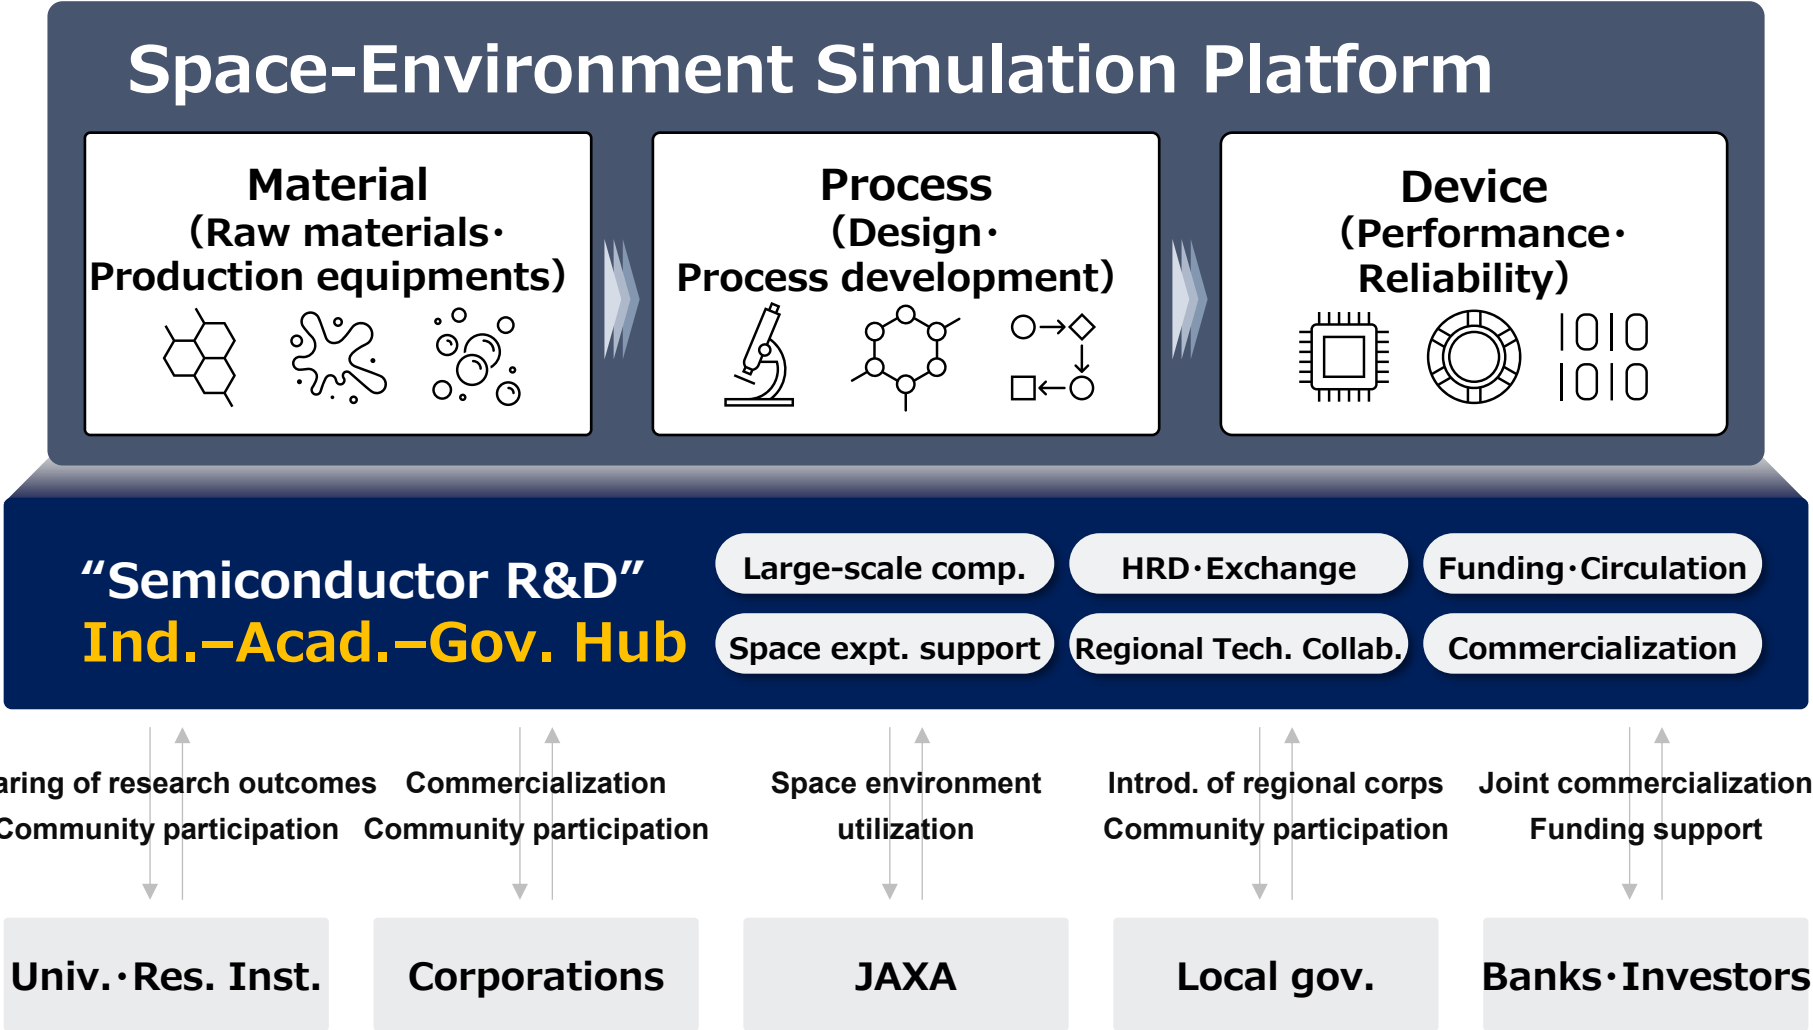 Space-Environment Simulation Platform
Material
（Raw materials･
Production equipments）
Process
（Design･
Process development）
Device
（Performance･
Reliability）
“Semiconductor R&D”
Ind.–Acad.–Gov. Hub
Large-scale comp.
HRD･Exchange
Funding･Circulation
Space expt. support
Regional Tech. Collab.
Commercialization
aring of research outcomes
Community participation
Commercialization
Community participation
Space environment
utilization
Introd. of regional corps
Community participation
Joint commercialization
Funding support
Univ.･Res. Inst.
Corporations
JAXA
Local gov.
Banks･Investors